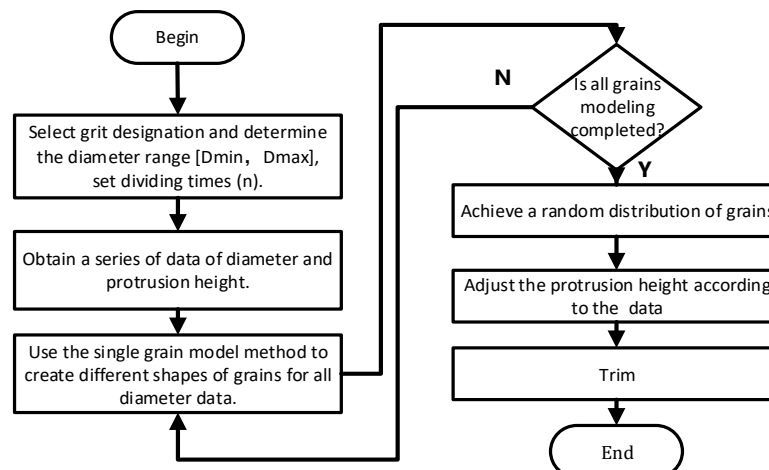 Begin
Select grit designation and determine
the diameter range [Dmin, Dmax],
set dividing times (n).
Obtain a series of data of diameter and
protrusion height.
Use the single grain model method to
create different shapes of grains for all
diameter data.
N
Is all grains
modeling
completed?
Y
Achieve a random distribution of grains
Adjust the protrusion height according
to the data
Trim
End